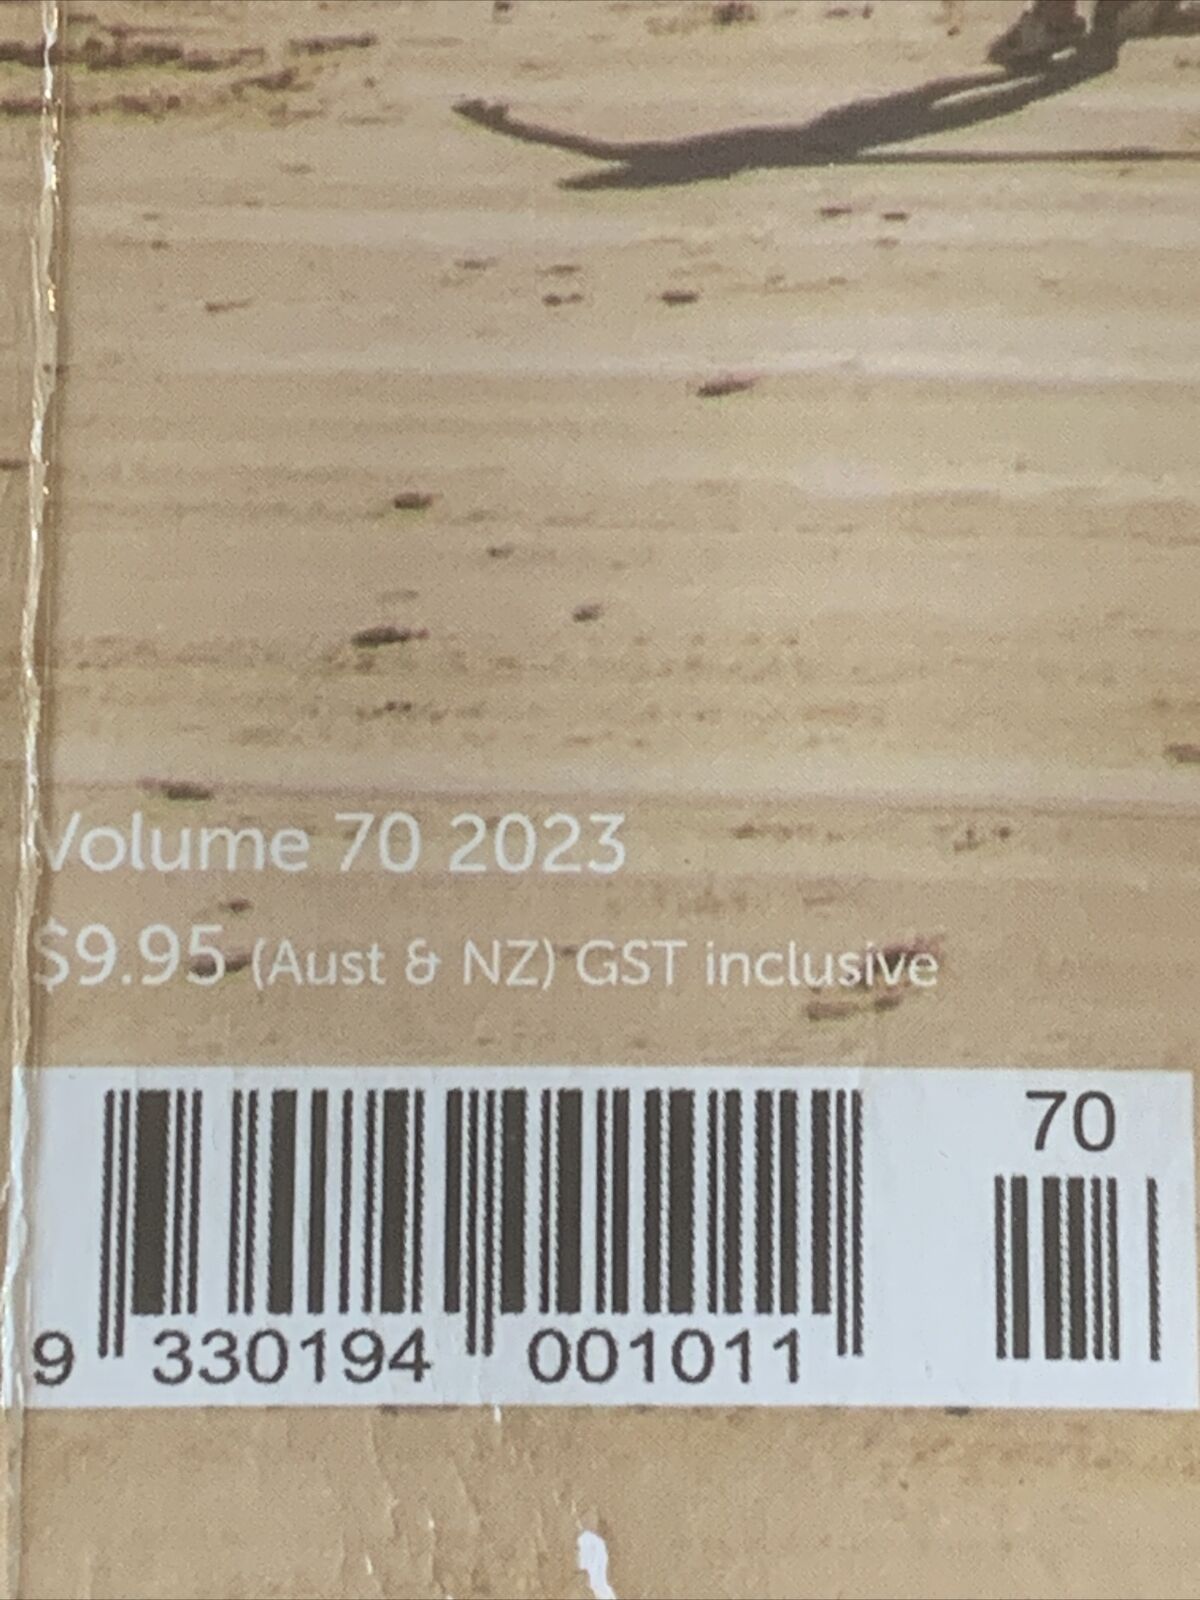 Volume 70 2023
$9.95 (Aust & NZ) GST inclusive
70
9 330194 001011